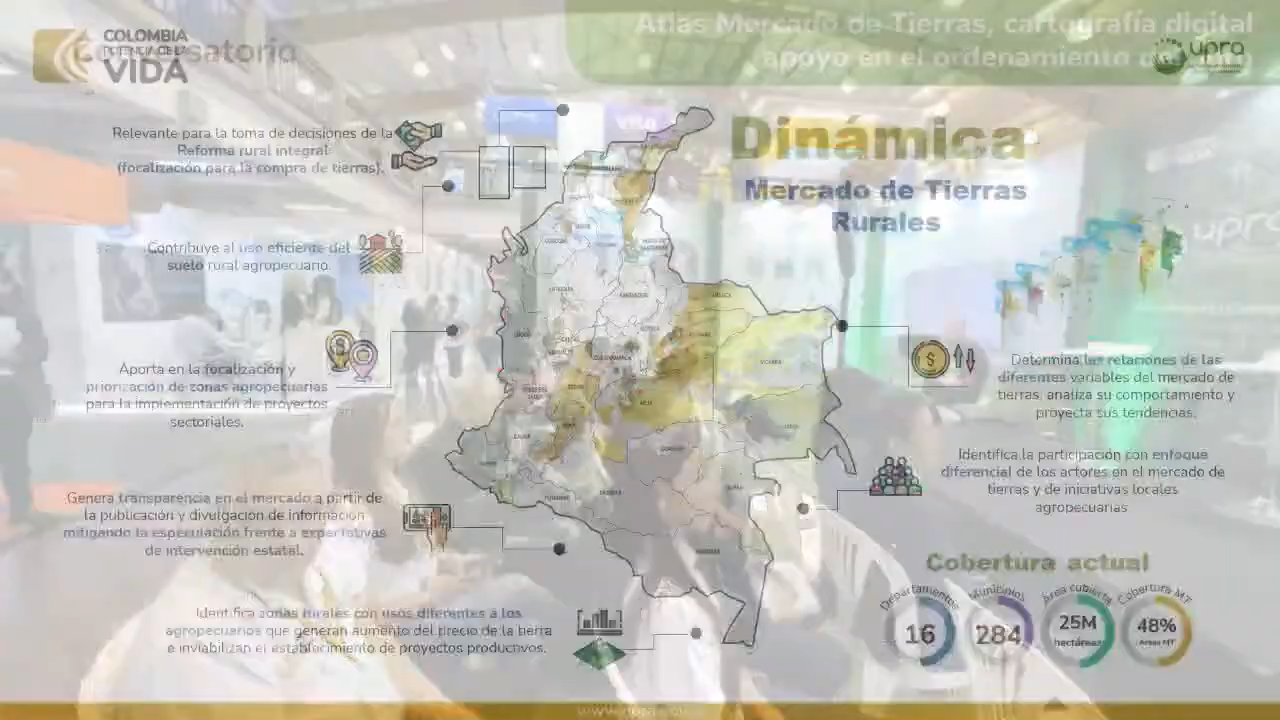 COLOMBIA
POTENCIA DE LA
VIDA
Atlas Mercado de Tierras, cartografía digital
apoyo en el ordenamiento
upra
Relevante para la toma de decisiones de la
Reforma rural integral
(focalización para la compra de tierras).
Contribuye al uso eficiente del
suelo rural agropecuario.
Aporta en la focalización y
priorización de zonas agropecuarias
para la implementación de proyectos
sectoriales.
Genera transparencia en el mercado a partir de
la publicación y divulgación de información
mitigando la especulación frente a expectativas
de intervención estatal.
Identifica zonas rurales con usos diferentes a los
agropecuarios que generan aumento del precio de la tierra
e inviabilizan el establecimiento de proyectos productivos.
Dinámica
Mercado de Tierras
Rurales
upra
Determina las relaciones de las
diferentes variables del mercado de
tierras, analiza su comportamiento y
proyecta sus tendencias.
Identifica la participación con enfoque
diferencial de los actores en el mercado de
tierras y de iniciativas locales
agropecuarias
Cobertura actual
Departamentos
16
Municipios
284
Área cubierta
25M
hectáreas
Cobertura MT
48%
Áreas MT